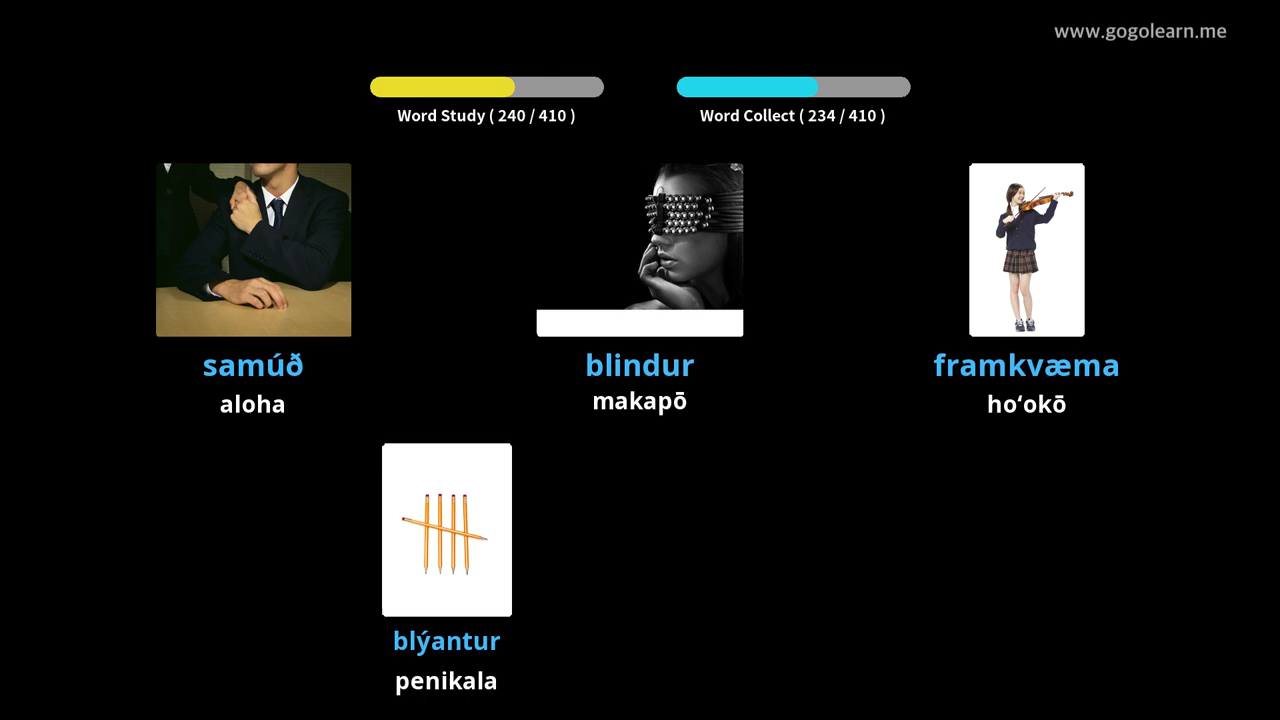 www.gogolearn.me
Word Study ( 240 / 410 )
Word Collect ( 234 / 410 )
samúð
aloha
blindur
makapō
framkvæma
hoʻokō
blýantur
penikala